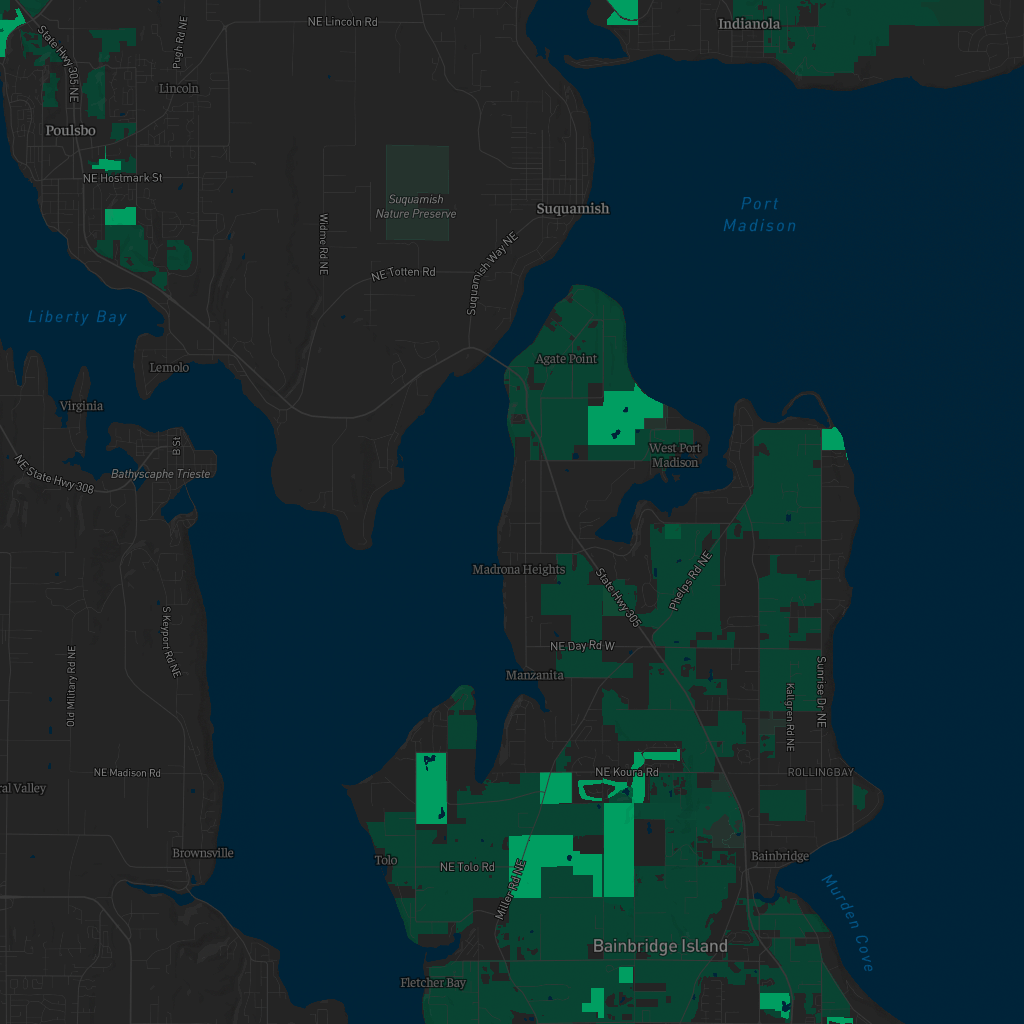 NE Lincoln Rd
Indianola
State Hwy 305 NE
Pugh Rd NE
Lincoln
Poulsbo
NE Hostmark St
Suquamish
Nature Preserve
Suquamish
Port
Madison
Widme Rd NE
NE Totten Rd
Suquamish Way NE
Liberty Bay
Lemolo
Agate Point
Virginia
B St
West Port
Madison
Bathyscaphe Trieste
NE State Hwy 308
Madrona Heights
State Hwy 305
Phelps Rd NE
S Keyport Rd NE
NE Day Rd W
Manzanita
Old Military Rd NE
Kallgren Rd NE
Sunrise Dr NE
NE Madison Rd
NE Koura Rd
ROLLINGBAY
ral Valley
Brownsville
Tolo
NE Tolo Rd
Miller Rd NE
Bainbridge
Murden Cove
Bainbridge Island
Fletcher Bay